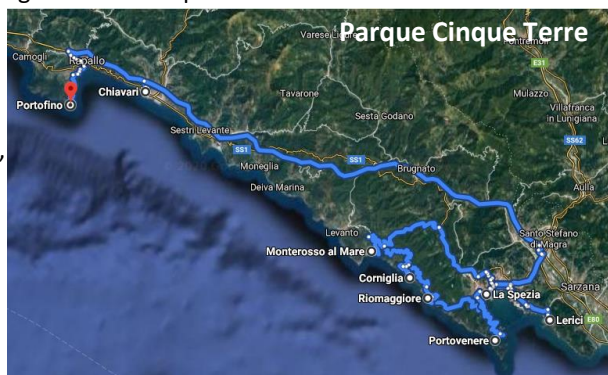 Parque Cinque Terre
Varese Ligure
Pontremoli
Camogli
Rapallo
E31
Mulazzo
Portofino
Chiavari
Tavarone
Villafranca
in Lunigiana
Sesta Godano
Sestri Levante
SS1
SS1
SS62
Moneglia
Brugnato
Aulla
Deiva Marina
Levanto
Santo Stefano
di Magra
Monterosso al Mare
Corniglia
Sarzana
La Spezia
Riomaggiore
Lerici
E80
Portovenere